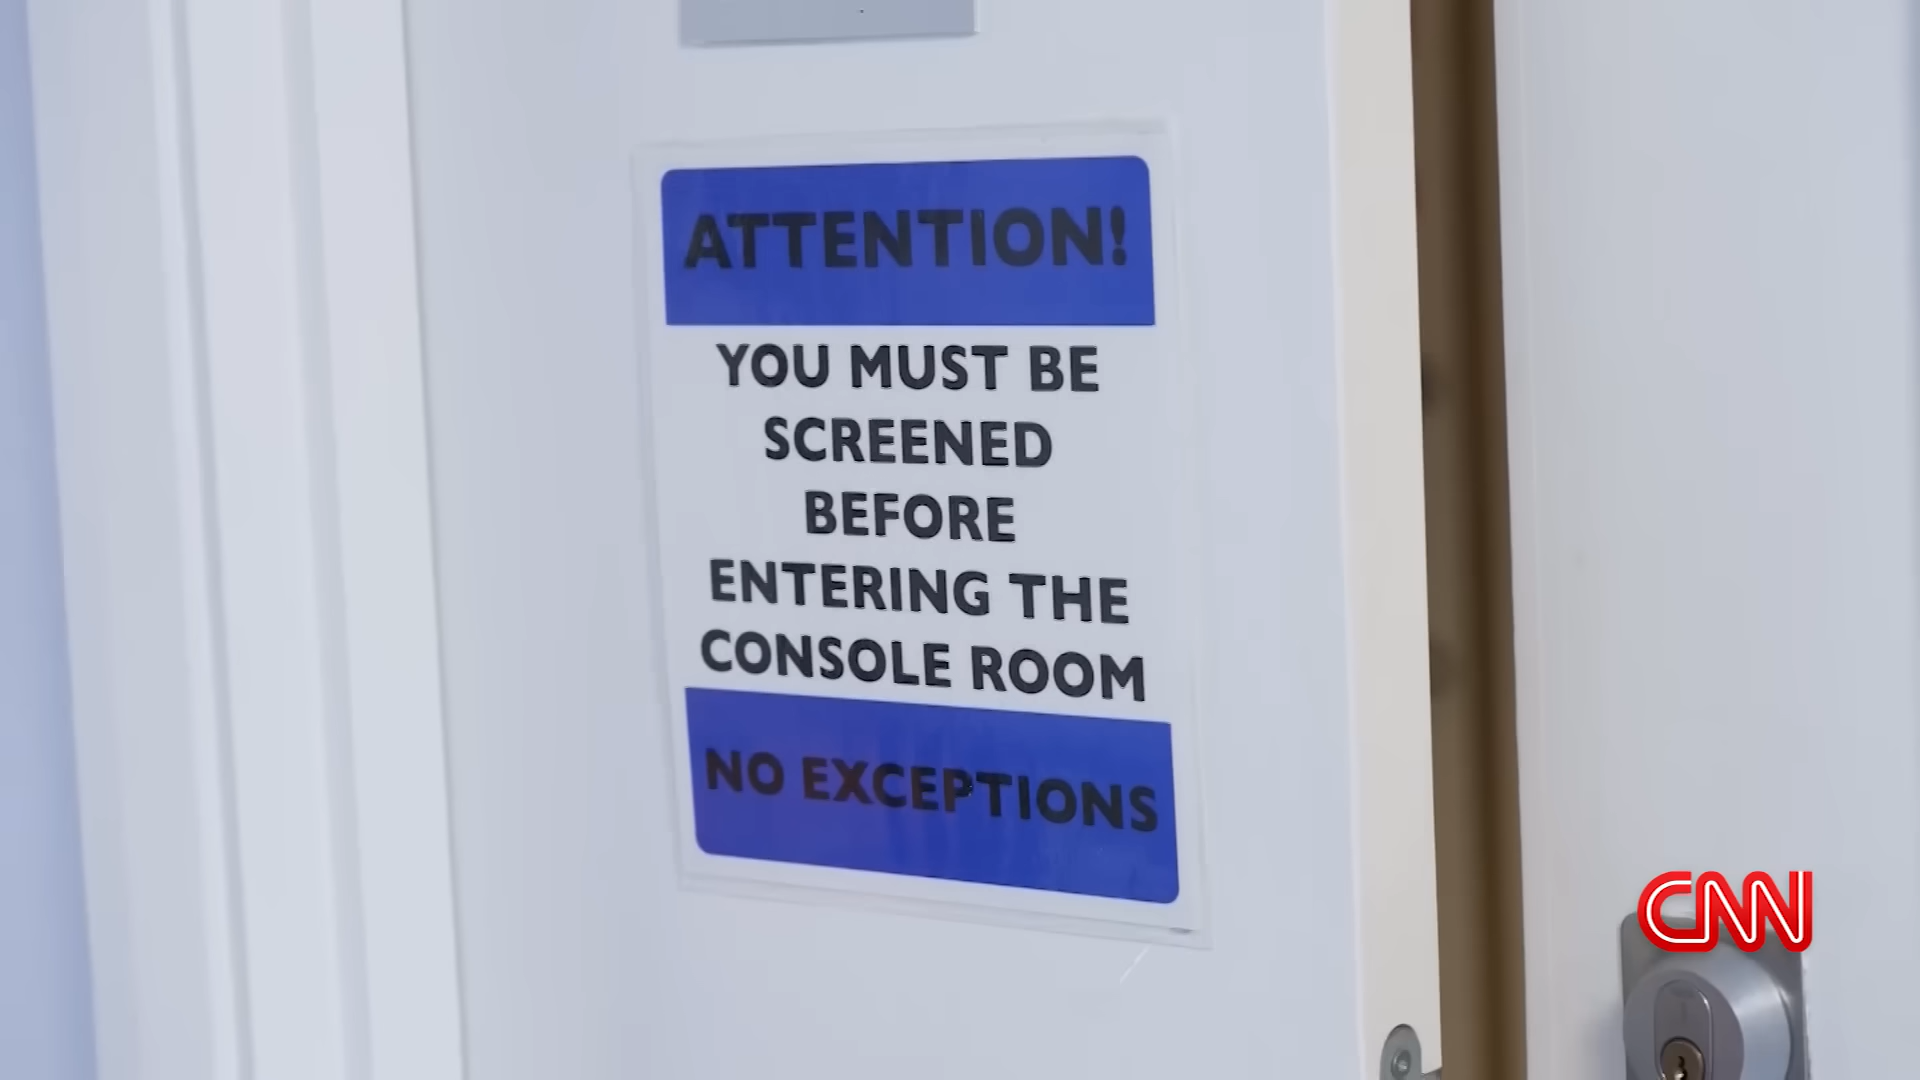 ATTENTION!
YOU MUST BE
SCREENED
BEFORE
ENTERING THE
CONSOLE ROOM
NO EXCEPTIONS
CNN